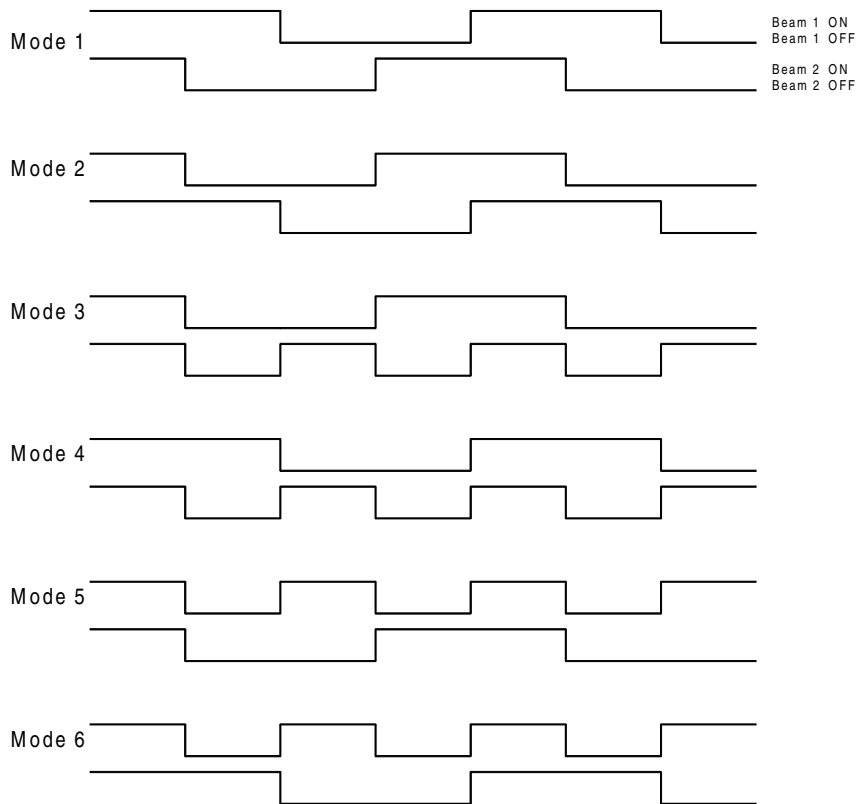 Mode 1
Beam 1 ON
Beam 1 OFF
Beam 2 ON
Beam 2 OFF
Mode 2
Mode 3
Mode 4
Mode 5
Mode 6